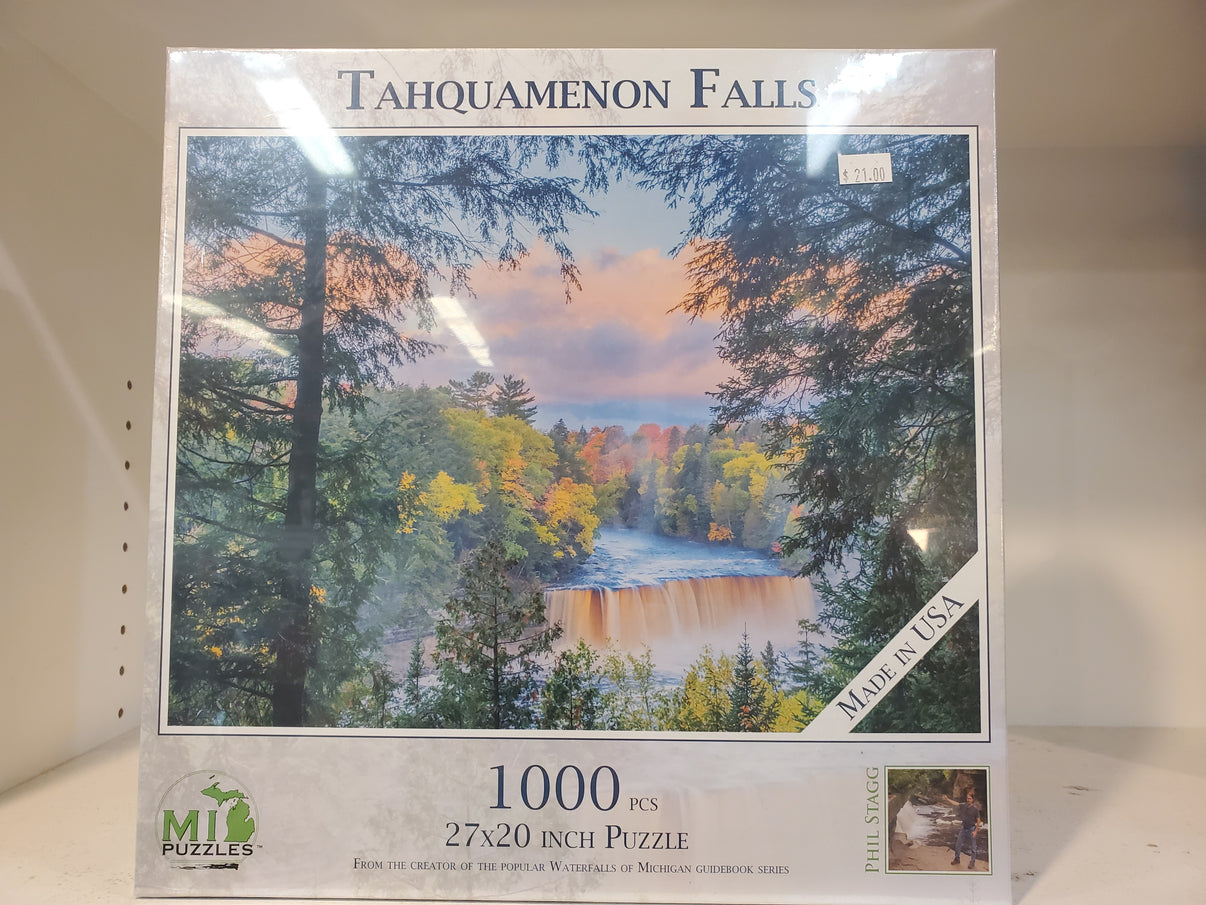 TAHQUAMENON FALLS
$ 21.00
MADE IN USA
1000 PCS
27X20 INCH PUZZLE
FROM THE CREATOR OF THE POPULAR WATERFALLS OF MICHIGAN GUIDEBOOK SERIES
MI
PUZZLES™
PHIL STAGG